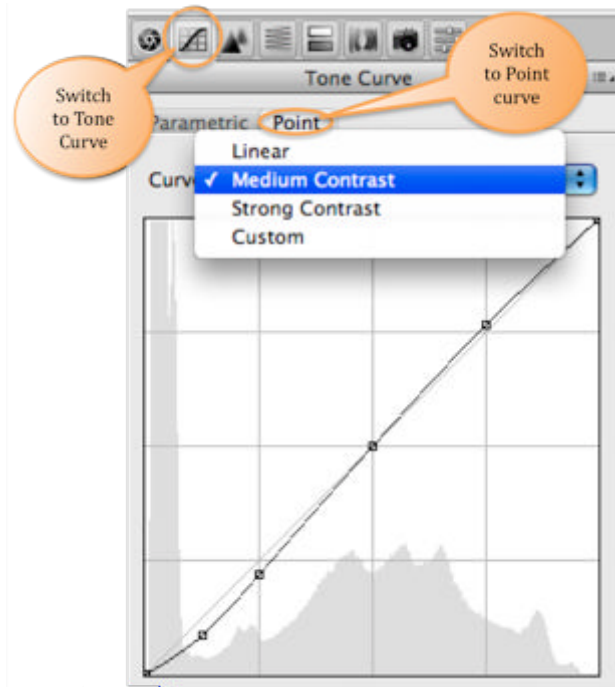 Switch
to Tone
Curve
Switch
to Point
curve
Tone Curve
Parametric
Point
Linear
Medium Contrast
Strong Contrast
Custom